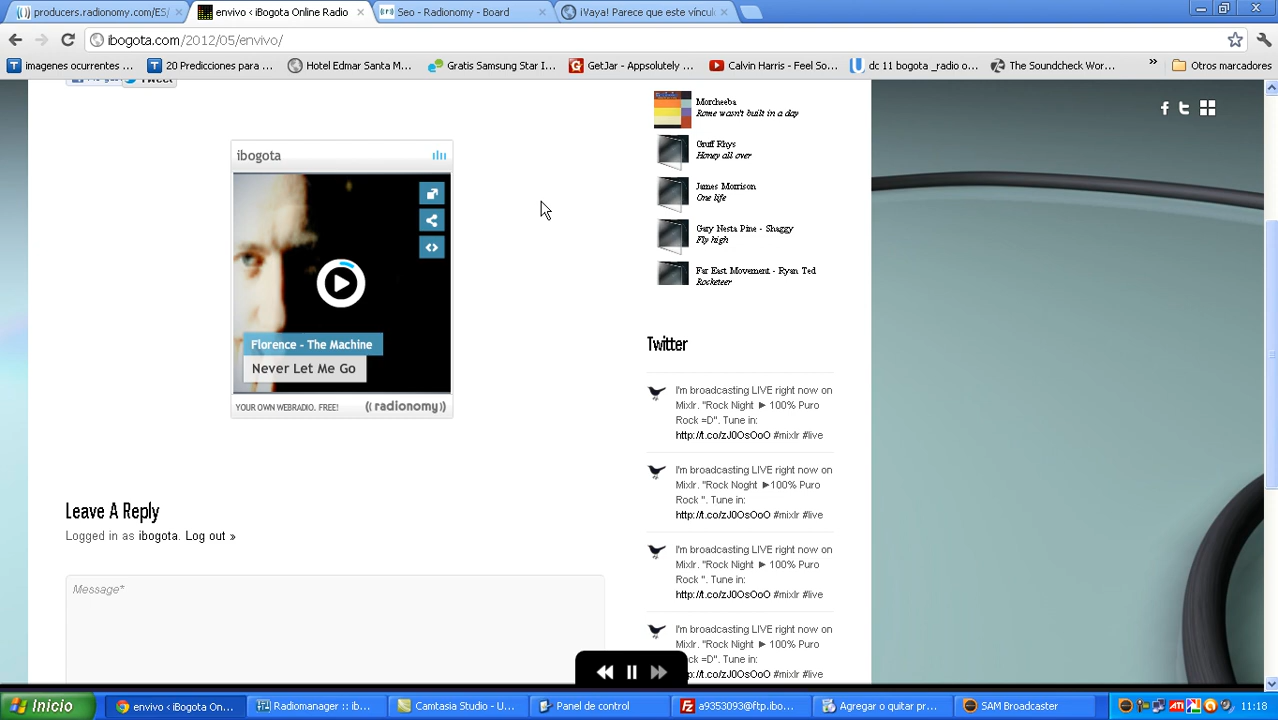 producers.radionomy.com/ES/
envivo ‹ iBogota Online Radio
Seo - Radionomy - Board
¡Vaya! Parece que este víncul
ibogota.com/2012/05/envivo/
imagenes ocurrentes ...
20 Predicciones para ...
Hotel Edmar Santa M...
Gratis Samsung Star I...
GetJar - Appsolutely ...
Calvin Harris - Feel So...
dc 11 bogota _radio o...
The Soundcheck Wor...
Otros marcadores
Tweet
ibogota
Florence - The Machine
Never Let Me Go
YOUR OWN WEBRADIO. FREE!
((radionomy))
Morcheeba
Rome wasn't built in a day
Gruff Rhys
Honey all over
James Morrison
One life
Gary Nesta Pine - Shaggy
Fly high
Far East Movement - Ryan Ted
Rocketeer
Twitter
I'm broadcasting LIVE right now on
Mixlr. "Rock Night ► 100% Puro
Rock =D". Tune in:
http://t.co/zJ0OsOoO #mixlr #live
I'm broadcasting LIVE right now on
Mixlr. "Rock Noght ►100% Puro
Rock ". Tune in:
http://t.co/zJ0OsOoO #mixlr #live
I'm broadcasting LIVE right now on
Mixlr. "Rock Night ► 100% Puro
Rock ". Tune in:
http://t.co/zJ0OsOoO #mixlr #live
I'm broadcasting LIVE right now on
Mixlr. "Rock Night ► 100% Puro
Rock =D". Tune in:
http://t.co/zJ0OsOoO #mixlr #live
Leave A Reply
Logged in as ibogota. Log out »
Message*
Inicio
envivo ‹ iBogota On...
Radiomanager :: ib...
Camtasia Studio - U...
Panel de control
a9353093@ftp.ibo...
Agregar o quitar pr...
SAM Broadcaster
11:18